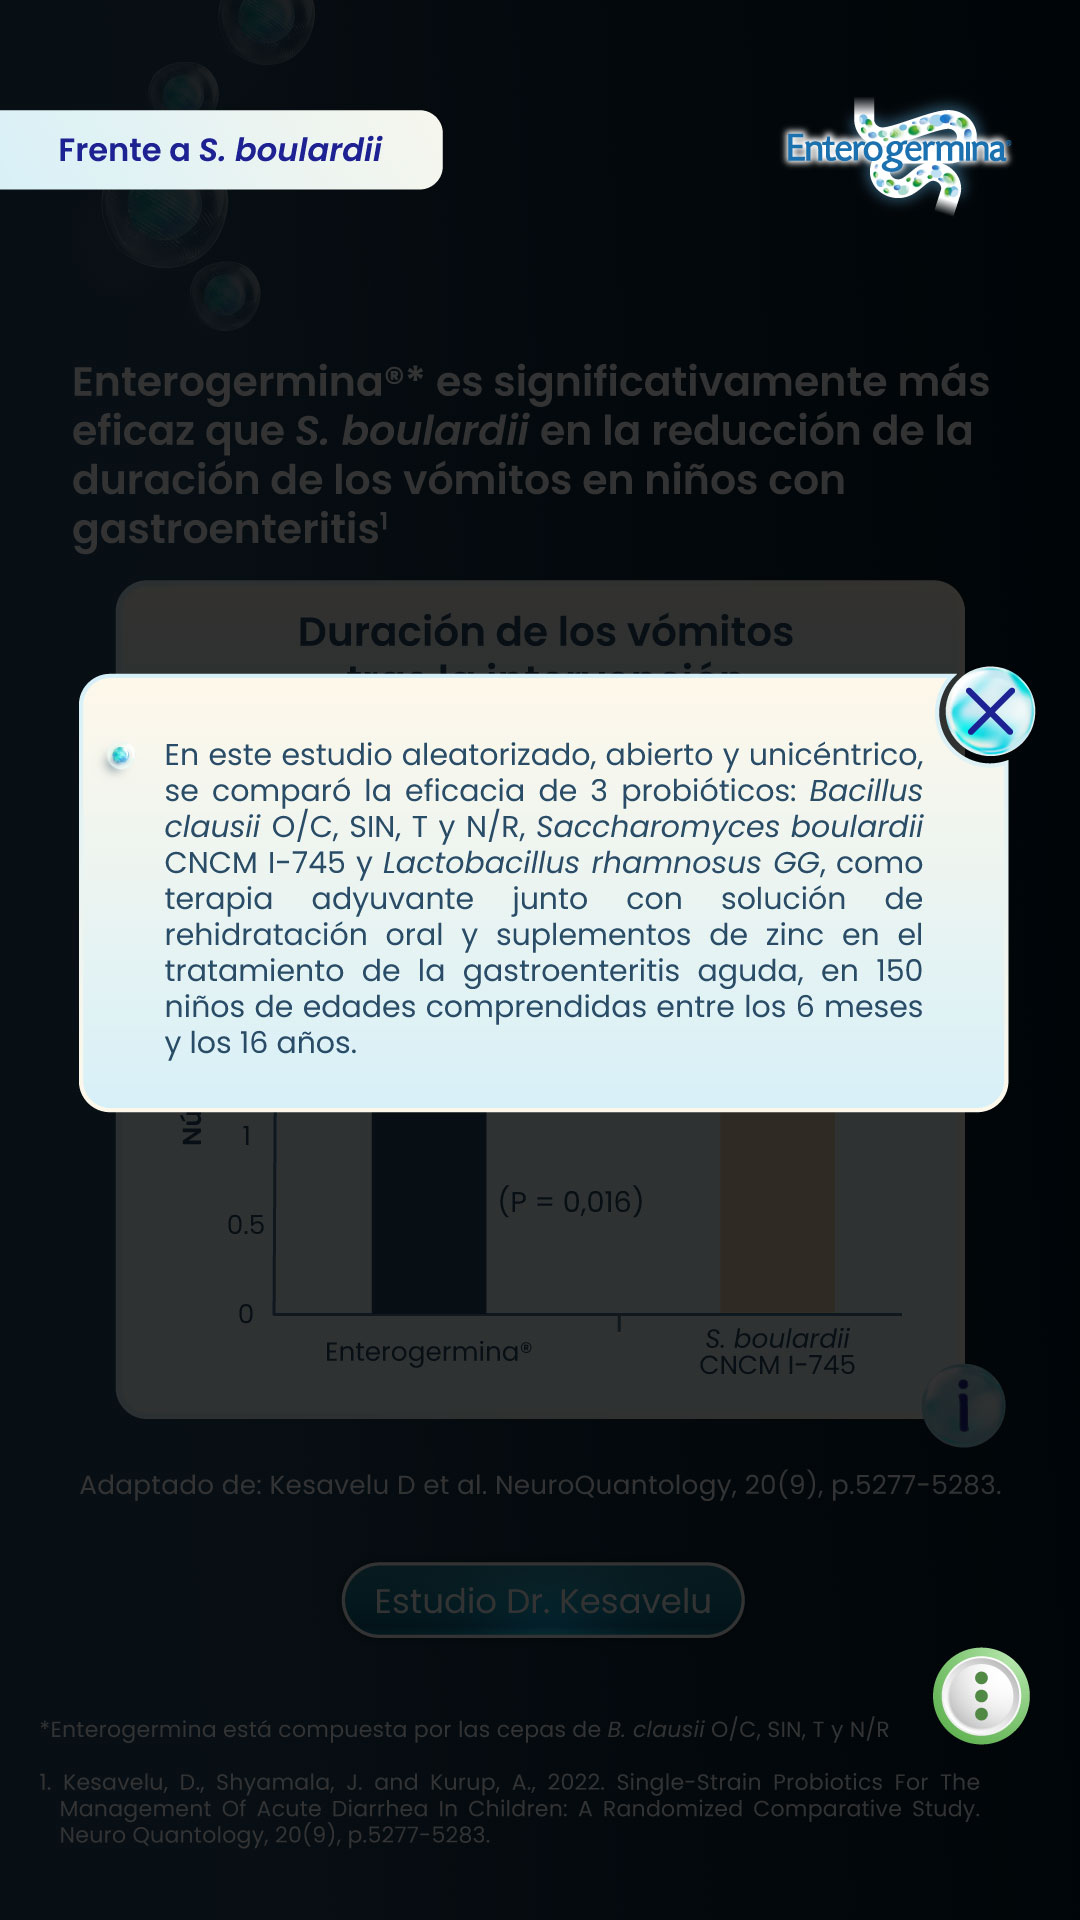 Frente a S. boulardii
Enterogermina
Enterogermina®* es significativamente más
eficaz que S. boulardii en la reducción de la
duración de los vómitos en niños con
gastroenteritis¹
Duración de los vómitos
tras la intervención
En este estudio aleatorizado, abierto y unicéntrico,
se comparó la eficacia de 3 probióticos: Bacillus
clausii O/C, SIN, T y N/R, Saccharomyces boulardii
CNCM I-745 y Lactobacillus rhamnosus GG, como
terapia adyuvante junto con solución de
rehidratación oral y suplementos de zinc en el
tratamiento de la gastroenteritis aguda, en 150
niños de edades comprendidas entre los 6 meses
y los 16 años.
1
(P = 0,016)
0.5
0
Enterogermina®
S. boulardii
CNCM I-745
i
Adaptado de: Kesavelu D et al. NeuroQuantology, 20(9), p.5277-5283.
Estudio Dr. Kesavelu
*Enterogermina está compuesta por las cepas de B. clausii O/C, SIN, T y N/R
1. Kesavelu, D., Shyamala, J. and Kurup, A., 2022. Single-Strain Probiotics For The
Management Of Acute Diarrhea In Children: A Randomized Comparative Study.
Neuro Quantology, 20(9), p.5277-5283.